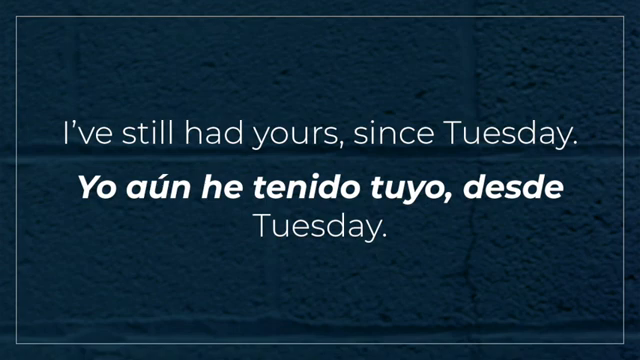 I’ve still had yours, since Tuesday.
Yo aún he tenido tuyo, desde
Tuesday.